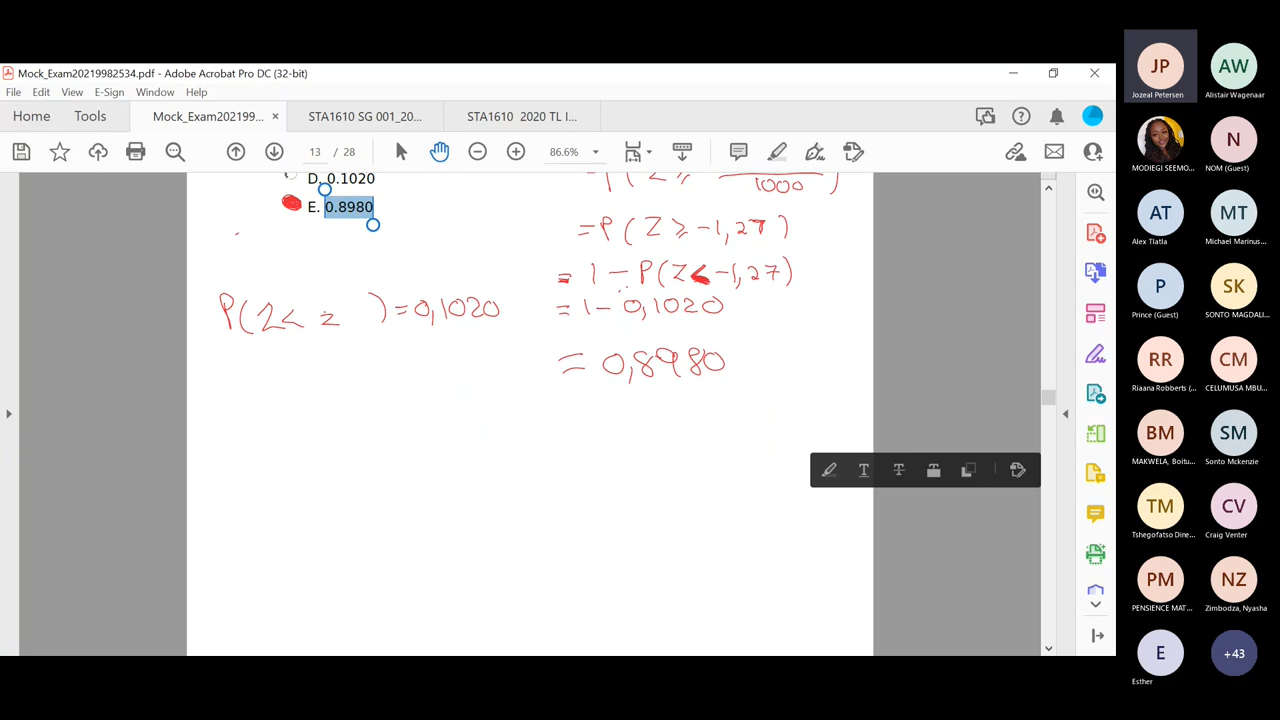 Mock_Exam20219982534.pdf - Adobe Acrobat Pro DC (32-bit)
File Edit View E-Sign Window Help
Home Tools Mock_Exam202199... × STA1610 SG 001_20... STA1610 2020 TL I...
13 / 28 86.6%
D. 0.1020
E. 0.8980
1000
= P ( Z ≥ -1,27 )
= 1 - P(Z < -1,27)
P( Z < z ) = 0,1020
= 1 - 0,1020
= 0,8980
JP AW
Jozeal Petersen Alistair Wagenaar
N
MODIEGI SEEMO... NOM (Guest)
AT MT
Alex Tlatla Michael Marinus...
P SK
Prince (Guest) SONTO MAGDALI...
RR CM
Riaana Robberts (... CELUMUSA MBU...
BM SM
MAKWELA, Boitu... Sonto Mckenzie
TM CV
Tshegofatso Dine... Craig Venter
PM NZ
PENSIENCE MAT... Zimbodza, Nyasha
E +43
Esther